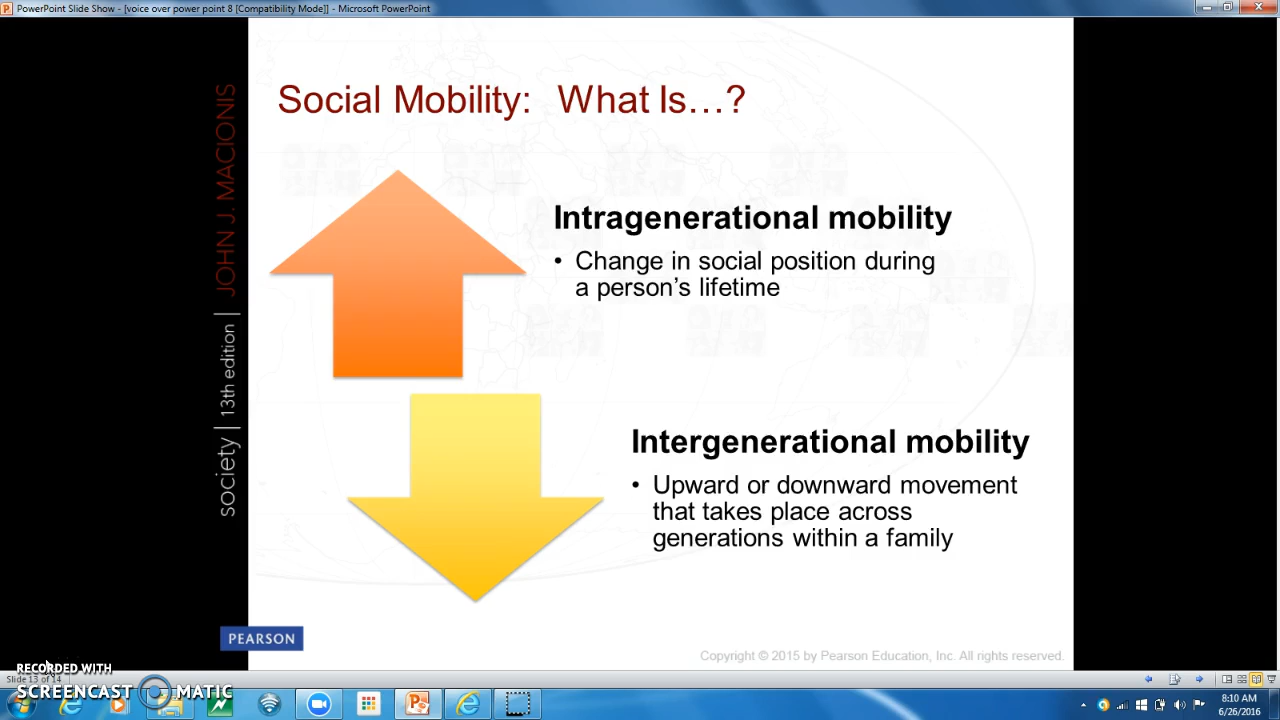 PowerPoint Slide Show - [voice over power point 8 [Compatibility Mode]] - Microsoft PowerPoint
Social Mobility: What Is…?
society | 13th edition | JOHN J. MACIONIS
Intragenerational mobility
• Change in social position during
a person's lifetime
Intergenerational mobility
• Upward or downward movement
that takes place across
generations within a family
PEARSON
Copyright © 2015 by Pearson Education, Inc. All rights reserved.
RECORDED WITH
Slide 13 of 14
SCREENCAST MATIC
8:10 AM
6/26/2016